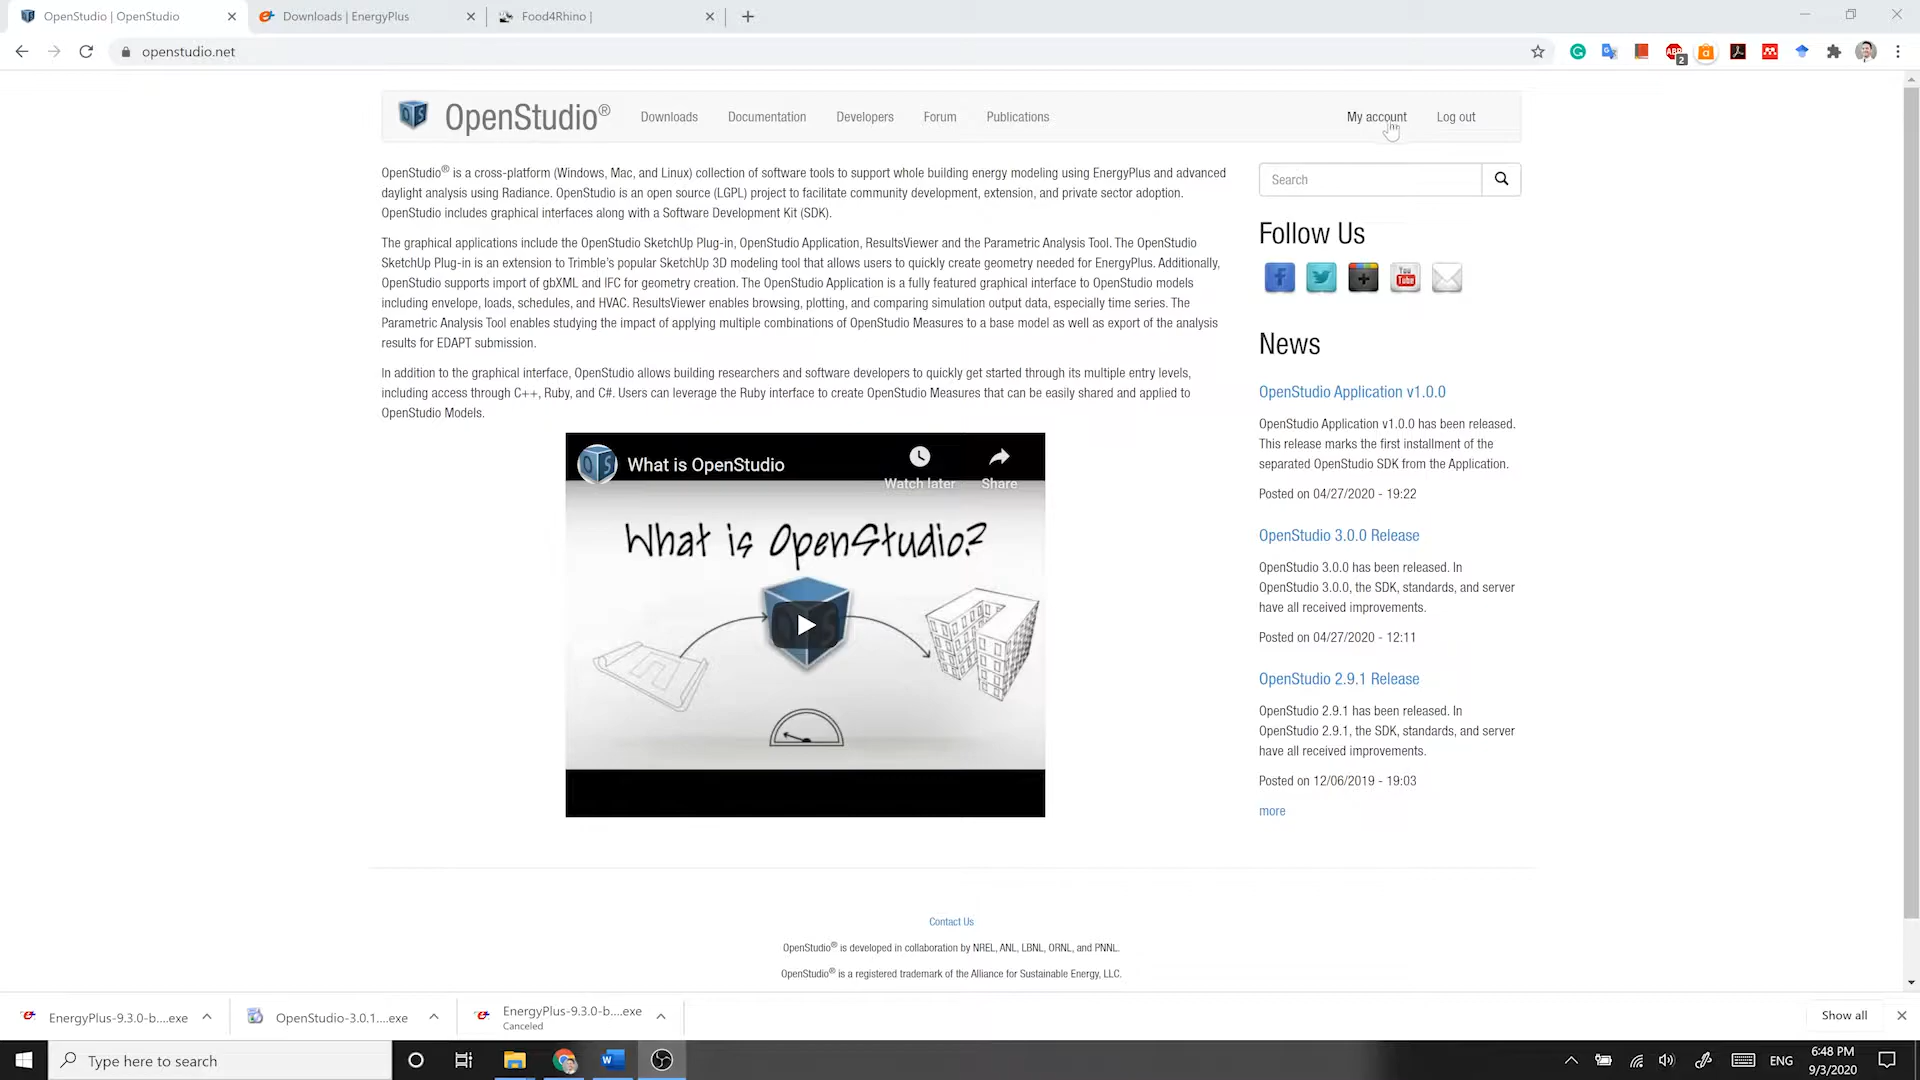 OpenStudio | OpenStudio
Downloads | EnergyPlus
Food4Rhino |
openstudio.net
2
OS OpenStudio® Downloads Documentation Developers Forum Publications My account Log out
OpenStudio® is a cross-platform (Windows, Mac, and Linux) collection of software tools to support whole building energy modeling using EnergyPlus and advanced
daylight analysis using Radiance. OpenStudio is an open source (LGPL) project to facilitate community development, extension, and private sector adoption.
OpenStudio includes graphical interfaces along with a Software Development Kit (SDK).
The graphical applications include the OpenStudio SketchUp Plug-in, OpenStudio Application, ResultsViewer and the Parametric Analysis Tool. The OpenStudio
SketchUp Plug-in is an extension to Trimble's popular SketchUp 3D modeling tool that allows users to quickly create geometry needed for EnergyPlus. Additionally,
OpenStudio supports import of gbXML and IFC for geometry creation. The OpenStudio Application is a fully featured graphical interface to OpenStudio models
including envelope, loads, schedules, and HVAC. ResultsViewer enables browsing, plotting, and comparing simulation output data, especially time series. The
Parametric Analysis Tool enables studying the impact of applying multiple combinations of OpenStudio Measures to a base model as well as export of the analysis
results for EDAPT submission.
In addition to the graphical interface, OpenStudio allows building researchers and software developers to quickly get started through its multiple entry levels,
including access through C++, Ruby, and C#. Users can leverage the Ruby interface to create OpenStudio Measures that can be easily shared and applied to
OpenStudio Models.
OS What is OpenStudio
Watch later Share
What is OpenStudio?
OS
Search
Follow Us
You Tube
News
OpenStudio Application v1.0.0
OpenStudio Application v1.0.0 has been released.
This release marks the first installment of the
separated OpenStudio SDK from the Application.
Posted on 04/27/2020 - 19:22
OpenStudio 3.0.0 Release
OpenStudio 3.0.0 has been released. In
OpenStudio 3.0.0, the SDK, standards, and server
have all received improvements.
Posted on 04/27/2020 - 12:11
OpenStudio 2.9.1 Release
OpenStudio 2.9.1 has been released. In
OpenStudio 2.9.1, the SDK, standards, and server
have all received improvements.
Posted on 12/06/2019 - 19:03
more
Contact Us
OpenStudio® is developed in collaboration by NREL, ANL, LBNL, ORNL, and PNNL.
OpenStudio® is a registered trademark of the Alliance for Sustainable Energy, LLC.
EnergyPlus-9.3.0-b....exe
OpenStudio-3.0.1....exe
EnergyPlus-9.3.0-b....exe
Canceled
Show all
Type here to search
ENG
6:48 PM
9/3/2020